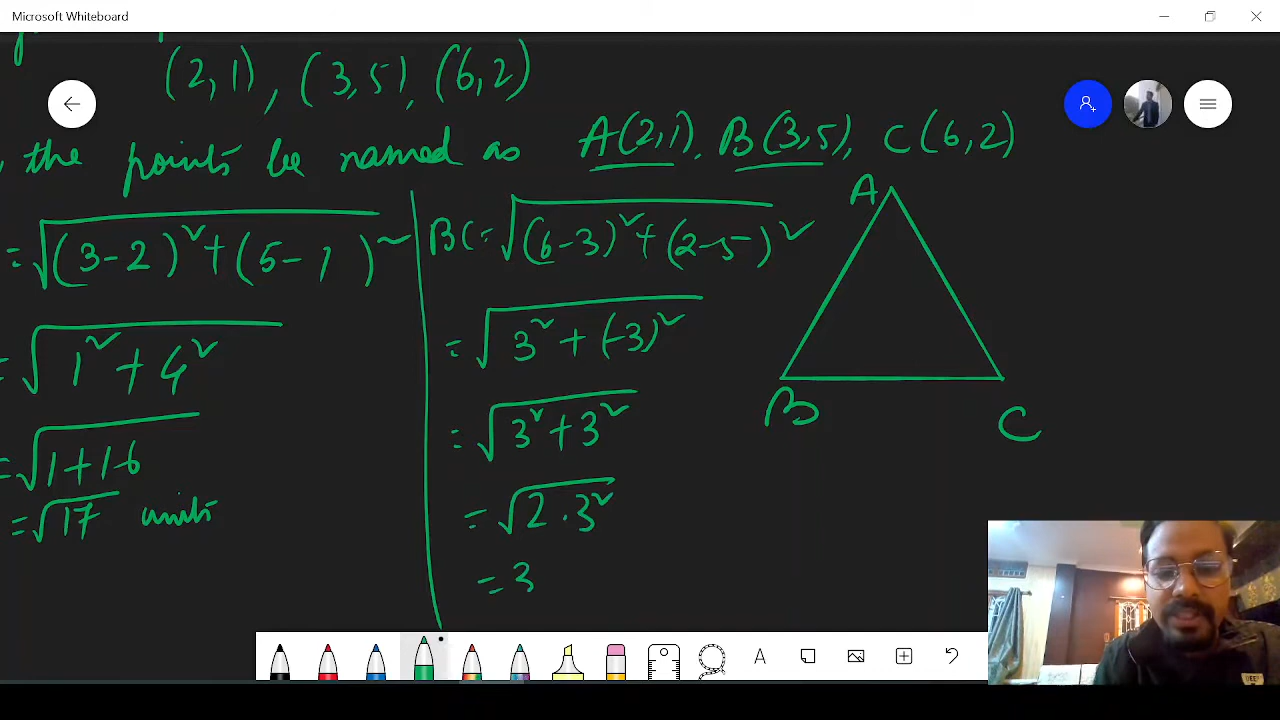 Microsoft Whiteboard
(2,1), (3,5), (6,2)
the points be named as A(2,1), B(3,5), C(6,2)
= √((3-2)² + (5-1)²)
= √(1² + 4²)
= √(1+16)
= √17 units
BC = √((6-3)² + (2-5)²)
= √(3² + (-3)²)
= √(3² + 3²)
= √(2·3²)
= 3
A
B
C
A